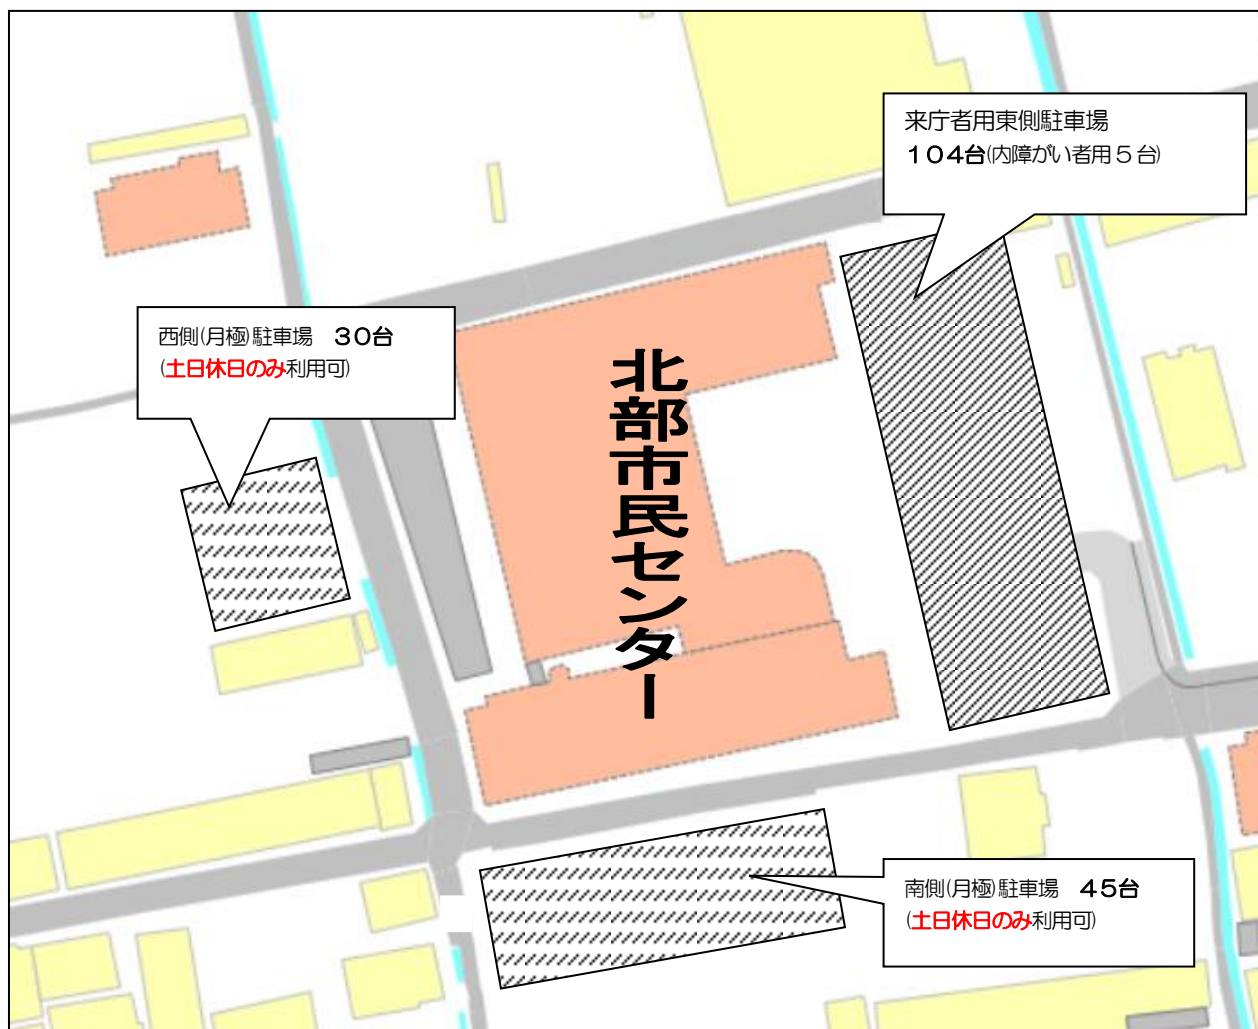 来庁者用東側駐車場
104台(内障がい者用5台)
西側(月極)駐車場　30台
(土日休日のみ利用可)
北部市民センター
南側(月極)駐車場　45台
(土日休日のみ利用可)